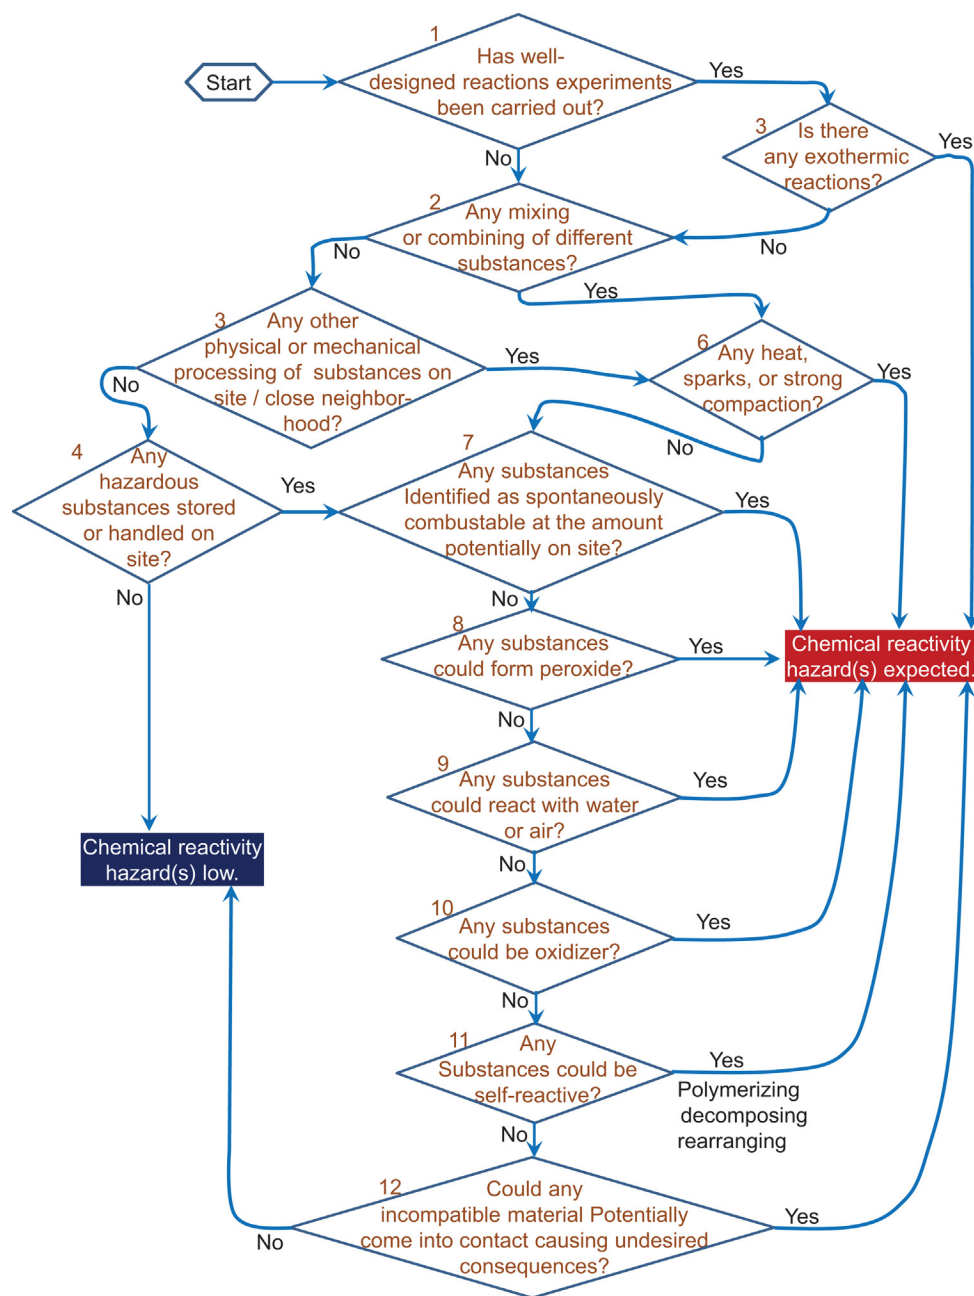 1
Has well-
designed reactions experiments
been carried out?
Start
Yes
No
3
Is there
any exothermic
reactions?
Yes
No
2
Any mixing
or combining of different
substances?
No
Yes
3
Any other
physical or mechanical
processing of substances on
site / close neighbor-
hood?
Yes
No
6
Any heat,
sparks, or strong
compaction?
Yes
No
4
Any
hazardous
substances stored
or handled on
site?
Yes
No
7
Any substances
Identified as spontaneously
combustable at the amount
potentially on site?
Yes
No
8
Any substances
could form peroxide?
Yes
No
Chemical reactivity
hazard(s) expected.
9
Any substances
could react with water
or air?
Yes
No
Chemical reactivity
hazard(s) low.
10
Any substances
could be oxidizer?
Yes
No
11
Any
Substances could be
self-reactive?
Yes
Polymerizing
decomposing
rearranging
No
12
Could any
incompatible material Potentially
come into contact causing undesired
consequences?
No
Yes